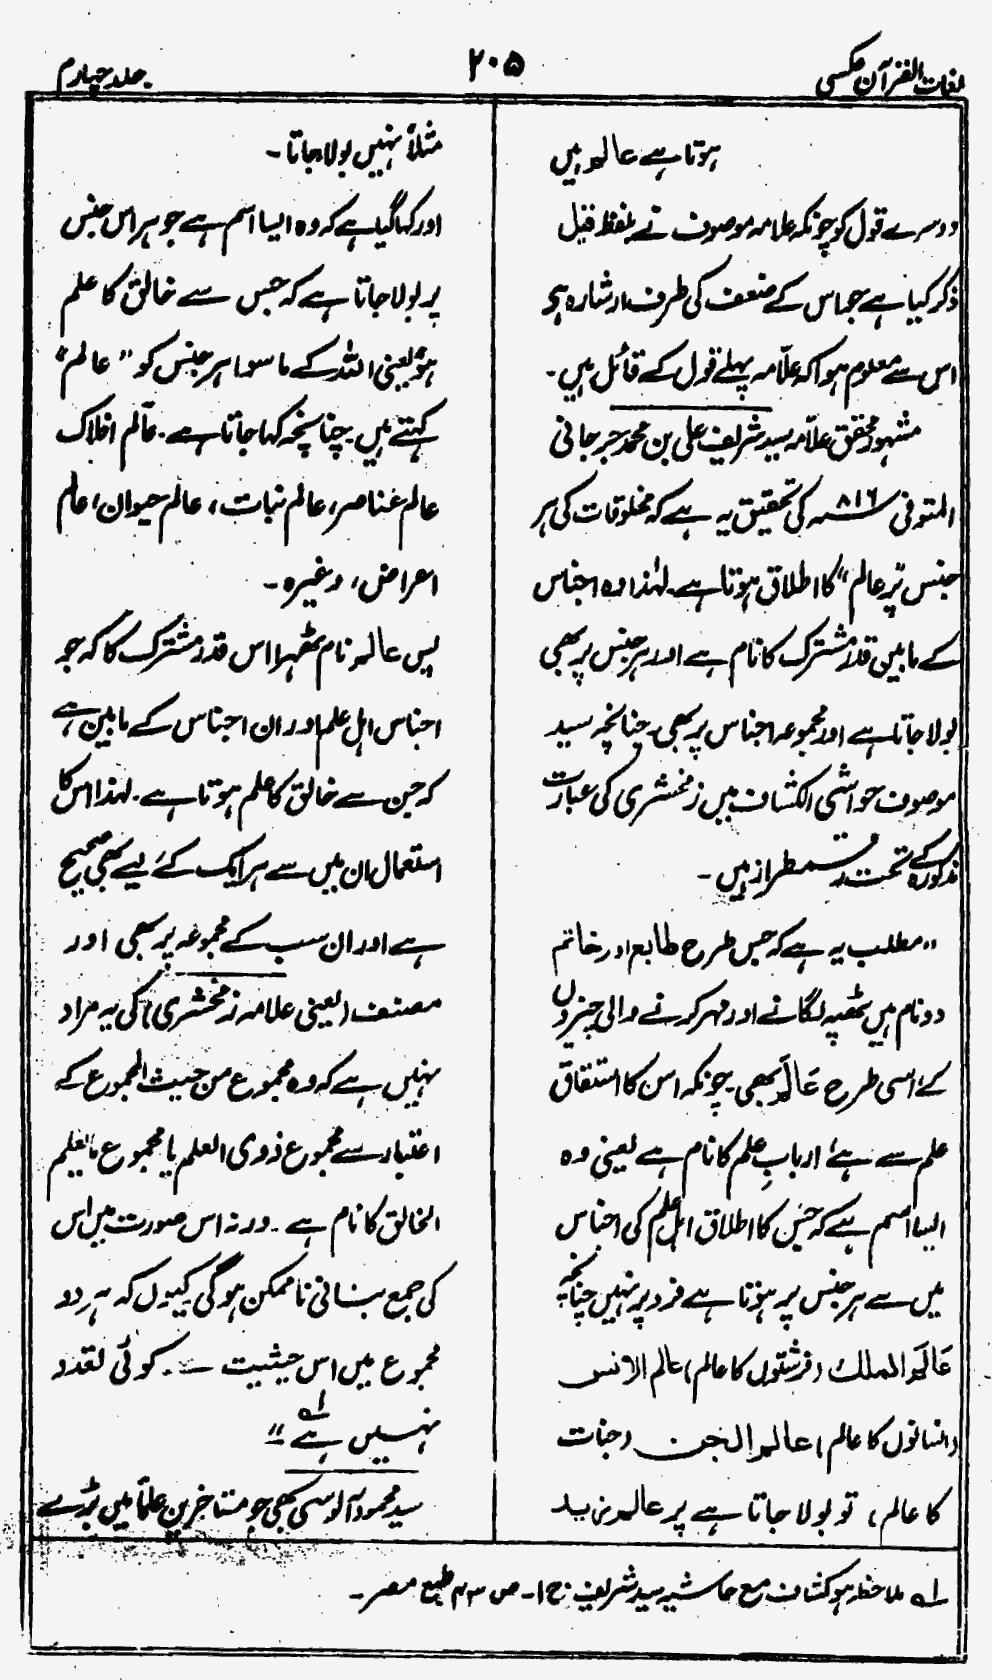 لغات القرآن عکسی
۲۰۵
جلد چہارم
ہوتا ہے عالم ہیں
دوسرے قول کو چونکہ علامہ موصوف نے بلفظ قیل
ذکر کیا ہے جو اس کے ضعف کی طرف اشارہ ہے
اس سے معلوم ہوا کہ علّامہ پہلے قول کے قائل ہیں۔
مشہور محقق علّامہ سید شریف علی بن محمد جرجانی
المتوفی ۸۱۶ھ کی تحقیق یہ ہے کہ مخلوقات کی ہر
جنس پر عالم" کا اطلاق ہوتا ہے۔ لہٰذا وہ اجناس
کے مابین قدر مشترک کا نام ہے اور ہر جنس پر بھی
بولا جاتا ہے اور مجموعہ اجناس پر بھی۔ چنانچہ سید
موصوف حواشی الکشاف میں زمخشری کی عبارت
مذکورہ کے تحت رقمطراز ہیں۔
"مطلب یہ ہے کہ جس طرح طابع اور خاتم
دو نام ہیں ٹھپہ لگانے اور مہر کرنے والی چیزوں
کے اسی طرح عَالَم بھی۔ چونکہ اس کا اشتقاق
علم سے ہے، اربابِ علم کا نام ہے یعنی وہ
ایسا اسم ہے کہ جس کا اطلاق اہل علم کی اجناس
میں سے ہر جنس پر ہوتا ہے فرد پر نہیں چنانچہ
عَالَم الملك (فرشتوں کا عالم) عالم الانس
(انسانوں کا عالم) عالم الجن (جنات
کا عالم) تو بولا جاتا ہے پر عالم زید
مثلاً نہیں بولا جاتا۔
اور کہا گیا ہے کہ وہ ایسا اسم ہے جو ہر اس جنس
پر بولا جاتا ہے کہ جس سے خالق کا علم
ہو یعنی اللہ کے ما سوا ہر جنس کو "عالم"
کہتے ہیں۔ چنانچہ کہا جاتا ہے۔ عالم افلاک
عالم عناصر، عالم نبات، عالم حیوان، عالم
اعراض، وغیرہ۔
پس عالم نام ٹھہرا اس قدر مشترک کا کہ جو
اجناس اہل علم اور ان اجناس کے مابین ہے
کہ جن سے خالق کا علم ہوتا ہے۔ لہذا اس کا
استعمال ان میں سے ہر ایک کے لیے بھی صحیح
ہے اور ان سب کے مجموعہ پر بھی اور
مصنف (یعنی علامہ زمخشری) کی یہ مراد
نہیں ہے کہ وہ مجموع من حیث المجموع کے
اعتبار سے مجموع ذوی العلم یا مجموع ما یعلم
الخالق کا نام ہے۔ ورنہ اس صورت میں اس
کی جمع بنانی ناممکن ہوگی کیوں کہ ہر دو
مجموع میں اس حیثیت سے۔ کوئی تعدد
نہیں ہے" لہ
سید محمود آلوسی بھی جو متاخرین علما میں بڑے
لہ ملاحظہ ہو کشاف مع حاشیہ سید شریف ج ۱۔ ص ۴۳ طبع مصر۔